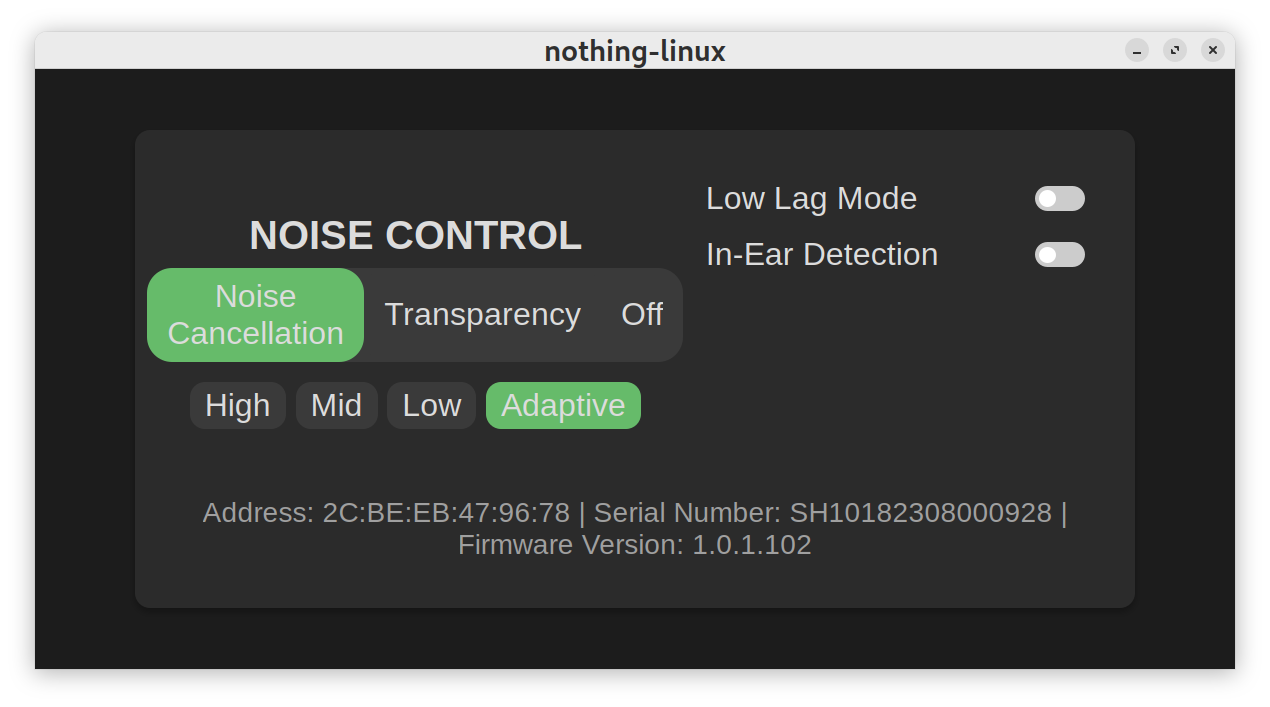 nothing-linux
NOISE CONTROL
Noise
Cancellation
Transparency
Off
High
Mid
Low
Adaptive
Low Lag Mode
In-Ear Detection
Address: 2C:BE:EB:47:96:78 | Serial Number: SH10182308000928 |
Firmware Version: 1.0.1.102